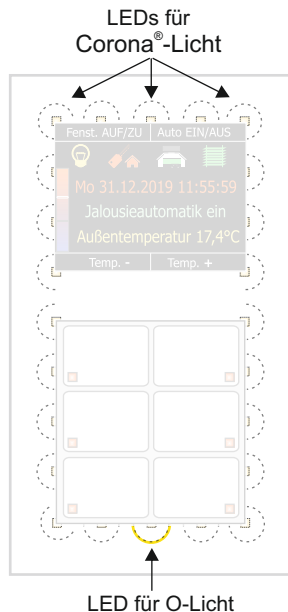 LEDs für
Corona®-Licht
Fenst. AUF/ZU Auto EIN/AUS
Mo 31.12.2019 11:55:59
Jalousieautomatik ein
Außentemperatur 17,4°C
Temp. - Temp. +
LED für O-Licht